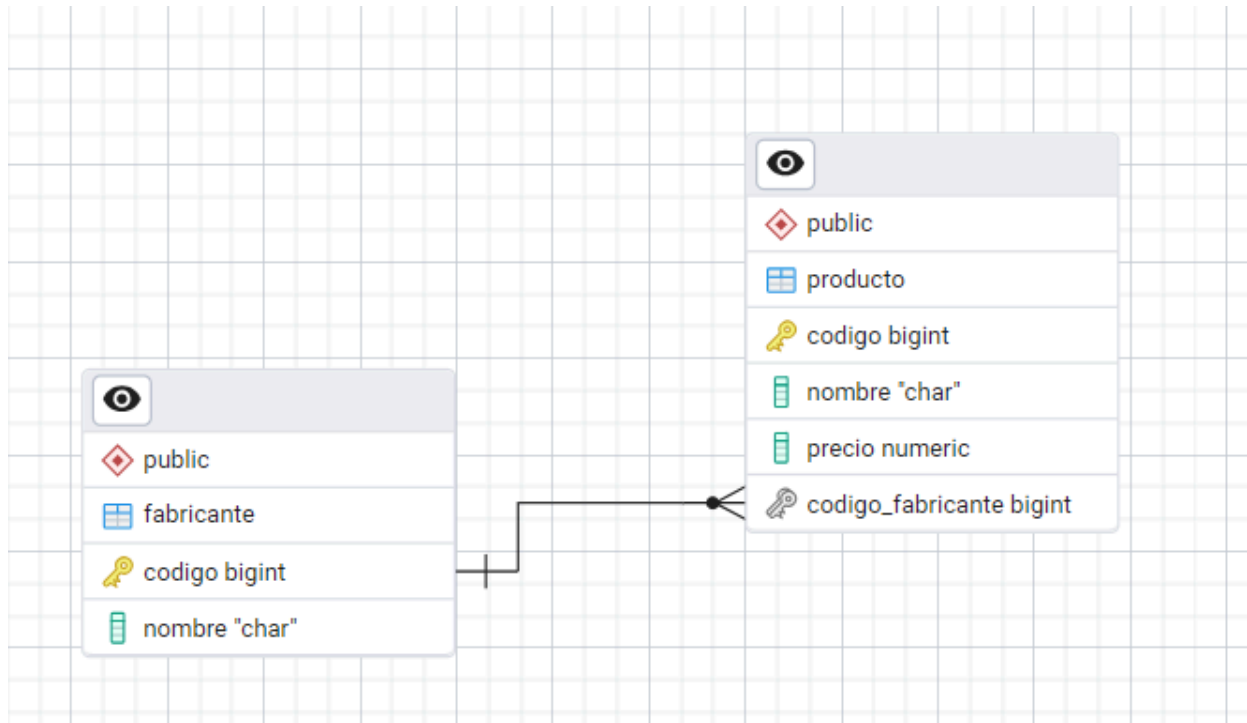 public
fabricante
codigo bigint
nombre "char"
public
producto
codigo bigint
nombre "char"
precio numeric
codigo_fabricante bigint